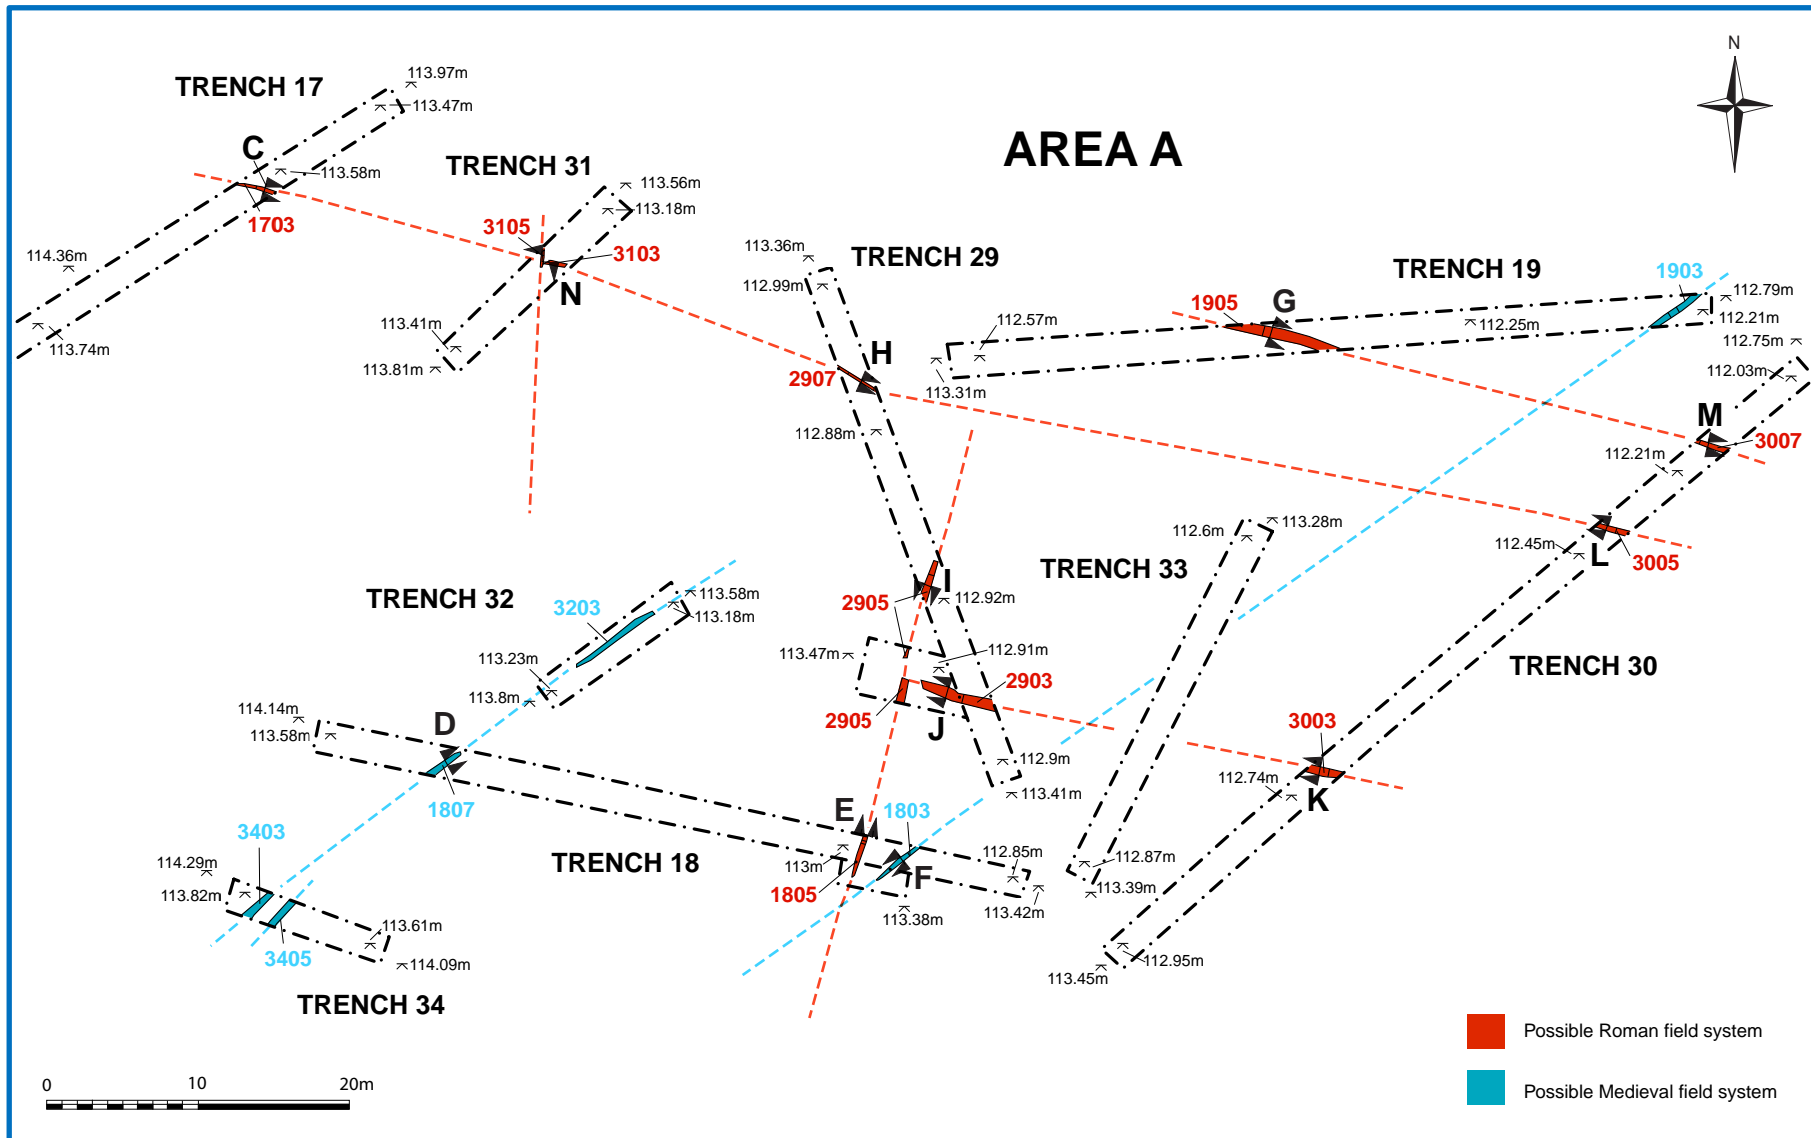 N
AREA A
TRENCH 17
113.97m
113.47m
C
113.58m
1703
114.36m
113.74m
TRENCH 31
113.56m
113.18m
3105
3103
N
113.41m
113.81m
TRENCH 29
113.36m
112.99m
H
2907
112.88m
TRENCH 19
1903
1905
G
112.57m
113.31m
112.25m
112.79m
112.21m
112.75m
112.03m
M
3007
112.21m
112.45m
L
3005
TRENCH 33
112.6m
113.28m
I
2905
112.92m
113.47m
112.91m
2903
2905
J
112.9m
113.41m
TRENCH 30
3003
112.74m
K
TRENCH 32
3203
113.58m
113.18m
113.23m
113.8m
114.14m
113.58m
D
1807
E
1803
TRENCH 18
113m
1805
F
112.85m
113.42m
113.38m
112.87m
113.39m
113.45m
112.95m
3403
114.29m
113.82m
3405
113.61m
114.09m
TRENCH 34
Possible Roman field system
Possible Medieval field system
0 10 20m